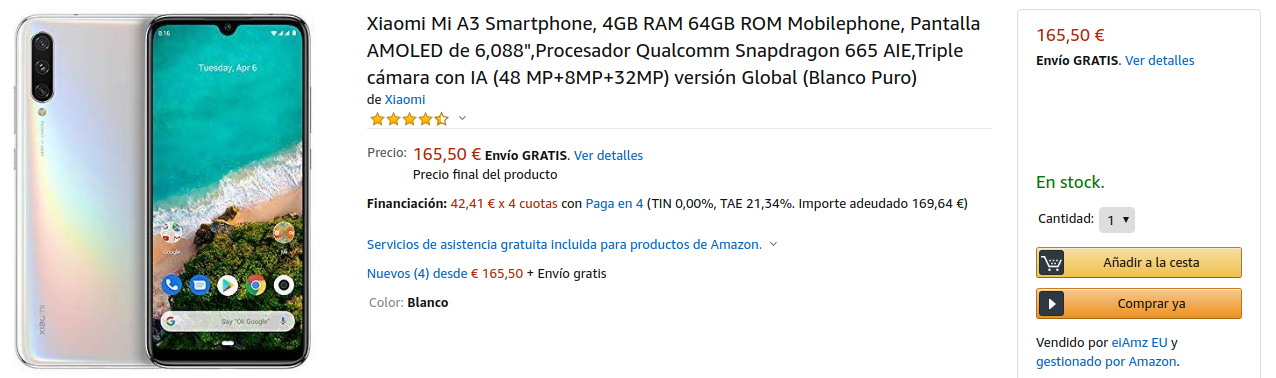 8:16
Tuesday, Apr 6
Google
Mi
Say "Ok Google"
Xiaomi
Xiaomi Mi A3 Smartphone, 4GB RAM 64GB ROM Mobilephone, Pantalla
AMOLED de 6,088",Procesador Qualcomm Snapdragon 665 AIE,Triple
cámara con IA (48 MP+8MP+32MP) versión Global (Blanco Puro)
de Xiaomi
Precio: 165,50 € Envío GRATIS. Ver detalles
Precio final del producto
Financiación: 42,41 € x 4 cuotas con Paga en 4 (TIN 0,00%, TAE 21,34%. Importe adeudado 169,64 €)
Servicios de asistencia gratuita incluida para productos de Amazon.
Nuevos (4) desde € 165,50 + Envío gratis
Color: Blanco
165,50 €
Envío GRATIS. Ver detalles
En stock.
Cantidad: 1
Añadir a la cesta
Comprar ya
Vendido por eiAmz EU y
gestionado por Amazon.